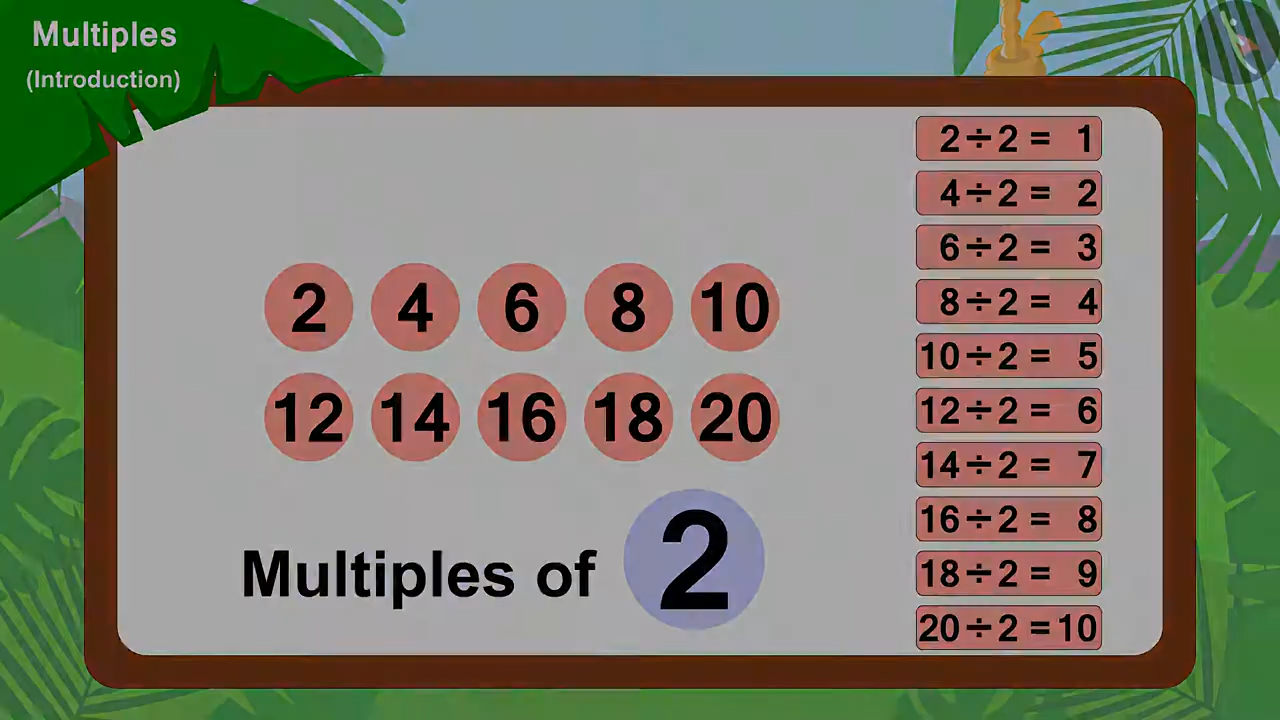 Multiples
(Introduction)
2 4 6 8 10
12 14 16 18 20
Multiples of 2
2÷2= 1
4÷2= 2
6÷2= 3
8÷2= 4
10÷2= 5
12÷2= 6
14÷2= 7
16÷2= 8
18÷2= 9
20÷2=10